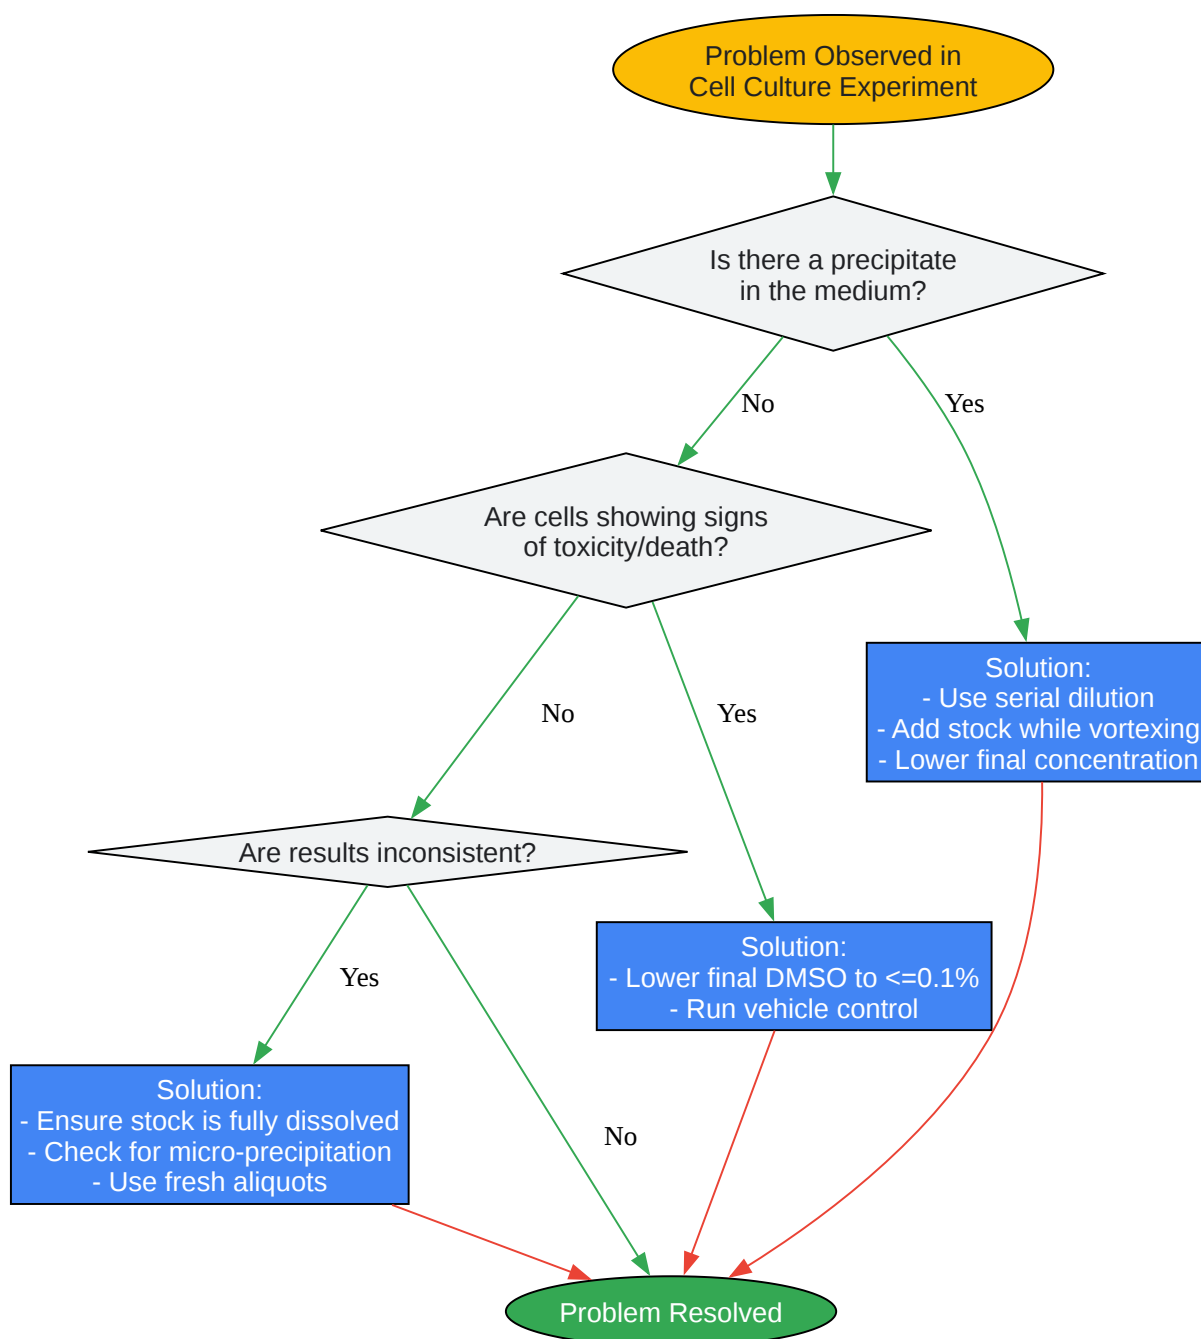 Problem Observed in
Cell Culture Experiment
Is there a precipitate
in the medium?
No
Yes
Are cells showing signs
of toxicity/death?
No
Yes
Solution:
- Use serial dilution
- Add stock while vortexing
- Lower final concentration
Are results inconsistent?
Yes
No
Solution:
- Lower final DMSO to <=0.1%
- Run vehicle control
Solution:
- Ensure stock is fully dissolved
- Check for micro-precipitation
- Use fresh aliquots
Problem Resolved